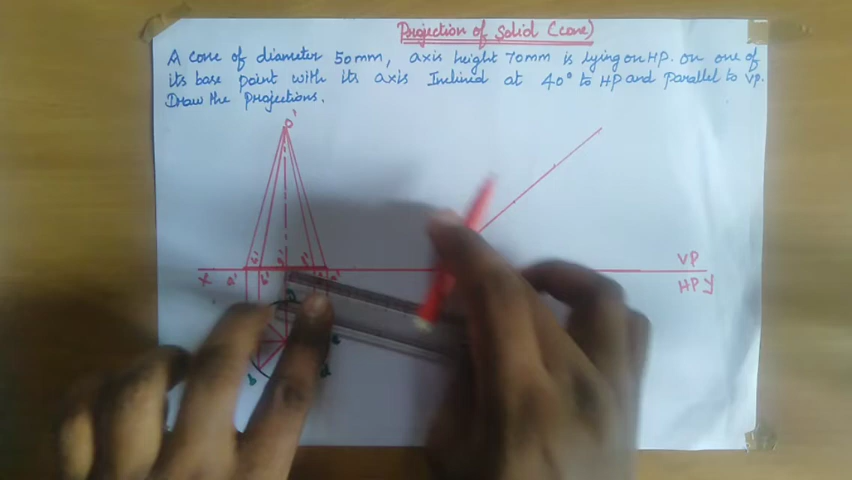 Projection of Solid (cone)
A Cone of diameter 50mm, axis height 70mm is lying on HP. on one of
its base point with its axis Inclined at 40° to HP and parallel to VP.
Draw the projections.
o'
VP
X
HP Y